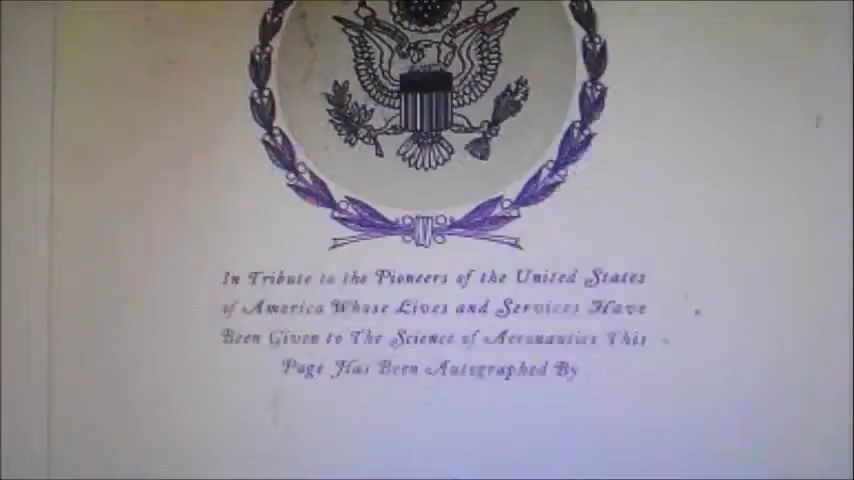 In Tribute to the Pioneers of the United States
of America Whose Lives and Services Have
Been Given to The Science of Aeronautics This
Page Has Been Autographed By